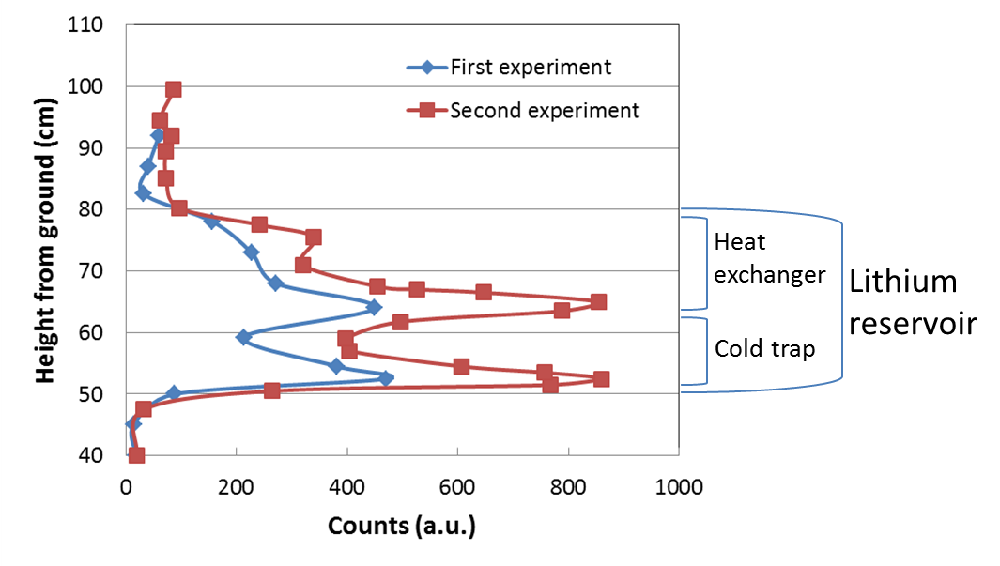 110
100
90
80
70
60
50
40
Height from ground (cm)
First experiment
Second experiment
0 200 400 600 800 1000
Counts (a.u.)
Heat
exchanger
Cold trap
Lithium
reservoir